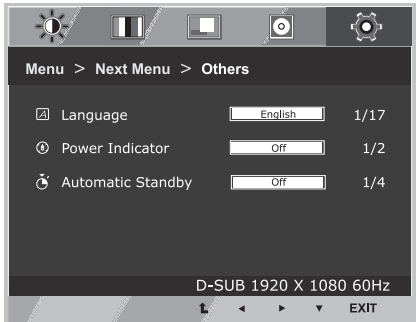 Menu > Next Menu > Others
A Language English 1/17
Power Indicator Off 1/2
Automatic Standby Off 1/4
D-SUB 1920 X 1080 60Hz
EXIT